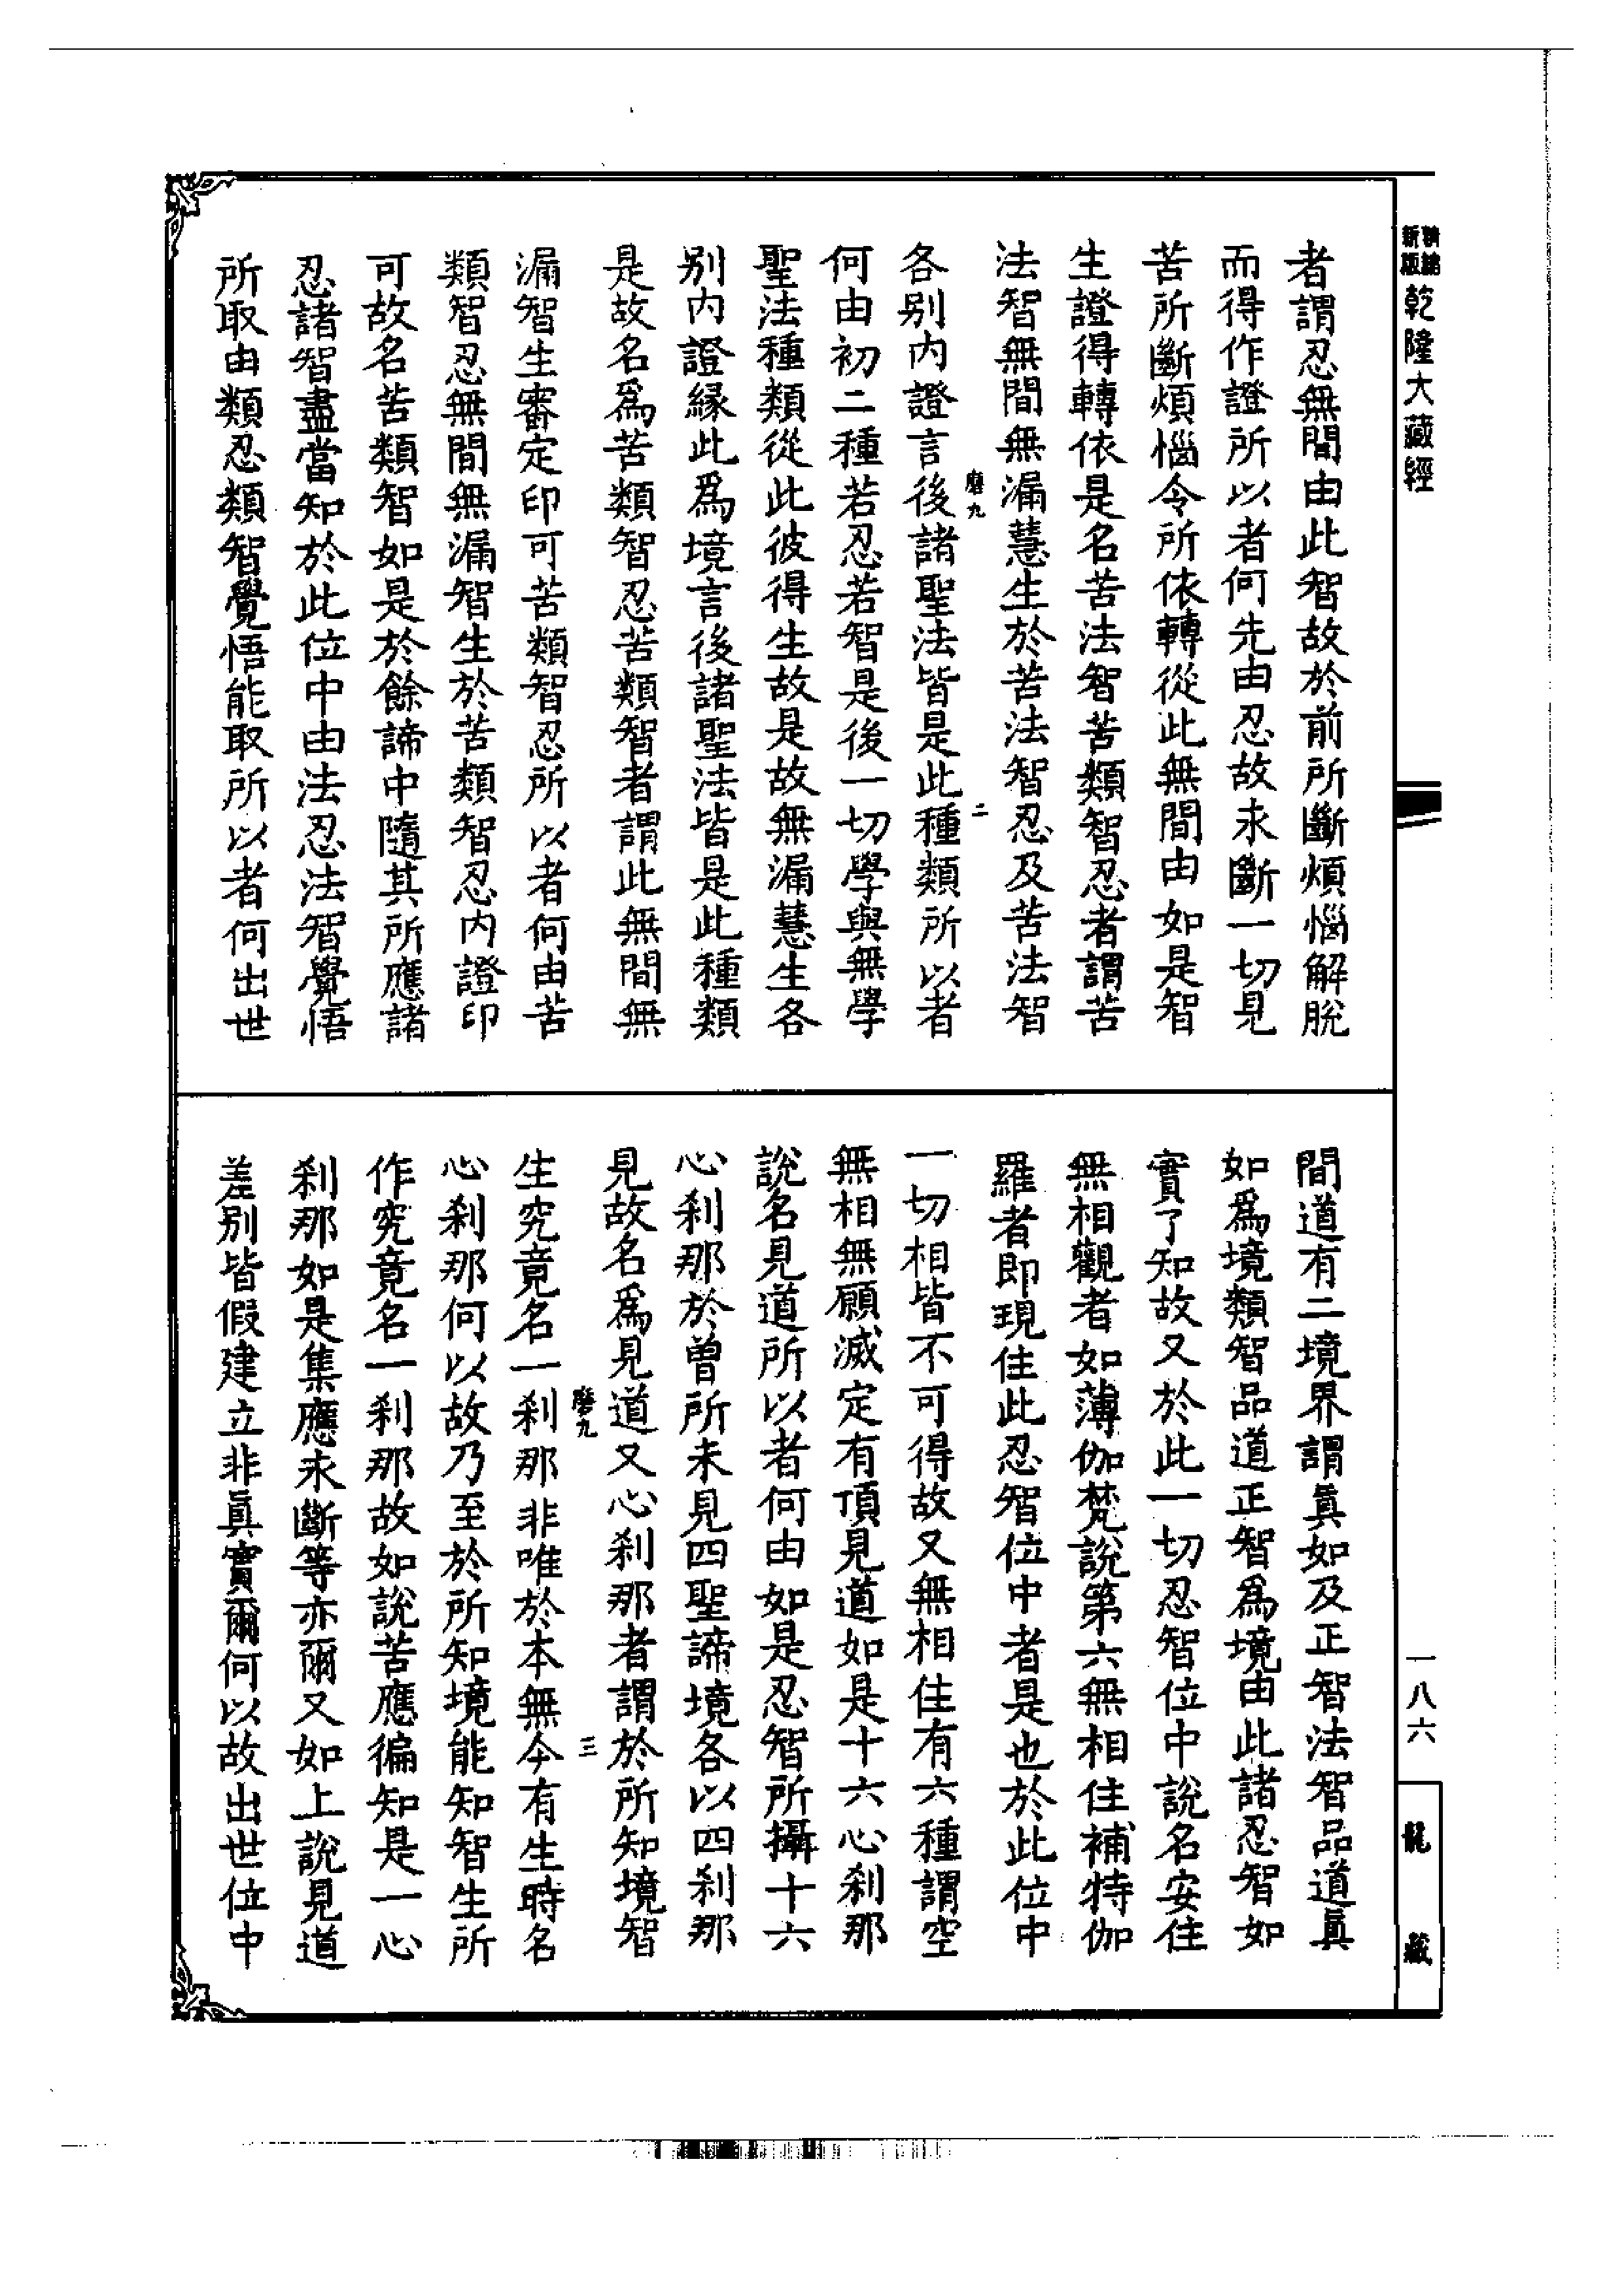 新版
乾隆大藏經
者謂忍無間由此智故於前所斷煩惱解脫
而得作證所以者何先由忍故永斷一切見
苦所斷煩惱令所依轉從此無間由如是智
生證得轉依是名苦法智苦類智忍者謂苦
法智無間無漏慧生於苦法智忍及苦法智
磨九
二
各別內證言後諸聖法皆是此種類所以者
何由初二種若忍若智是後一切學與無學
聖法種類從此彼得生故是故無漏慧生各
別內證緣此爲境言後諸聖法皆是此種類
是故名爲苦類智忍苦類智者謂此無間無
漏智生審定印可苦類智忍所以者何由苦
類智忍無間無漏智生於苦類智忍內證印
可故名苦類智如是於餘諦中隨其所應諸
忍諸智盡當知於此位中由法忍法智覺悟
所取由類忍類智覺悟能取所以者何出世
間道有二境界謂眞如及正智法智品道眞
如爲境類智品道正智爲境由此諸忍智如
實了知故又於此一切忍智位中說名安住
無相觀者如薄伽梵說第六無相住補特伽
羅者即現住此忍智位中者是也於此位中
一切相皆不可得故又無相住有六種謂空
無相無願滅定有頂見道如是十六心刹那
說名見道所以者何由如是忍智所攝十六
心刹那於曾所未見四聖諦境各以四刹那
見故名爲見道又心刹那者謂於所知境智
磨九
三
生究竟名一刹那非唯於本無今有生時名
心刹那何以故乃至於所知境能知智生所
作究竟名一刹那故如說苦應徧知是一心
刹那如是集應永斷等亦爾又如上說見道
差別皆假建立非眞實爾何以故出世位中
一八六
龍藏